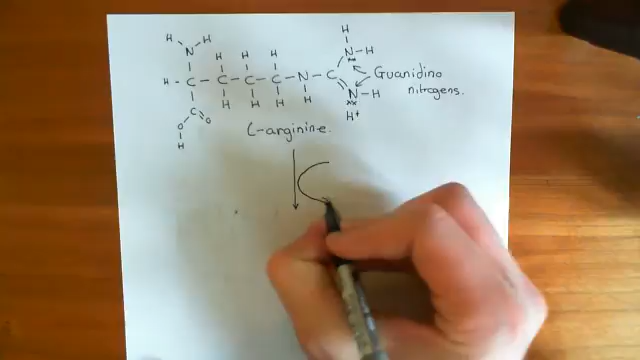 H
H H H
N H H H N-H
H-C-C-C-C-N-C Guanidino
H H H H N-H nitrogens.
C H+
O O
H
L-arginine.